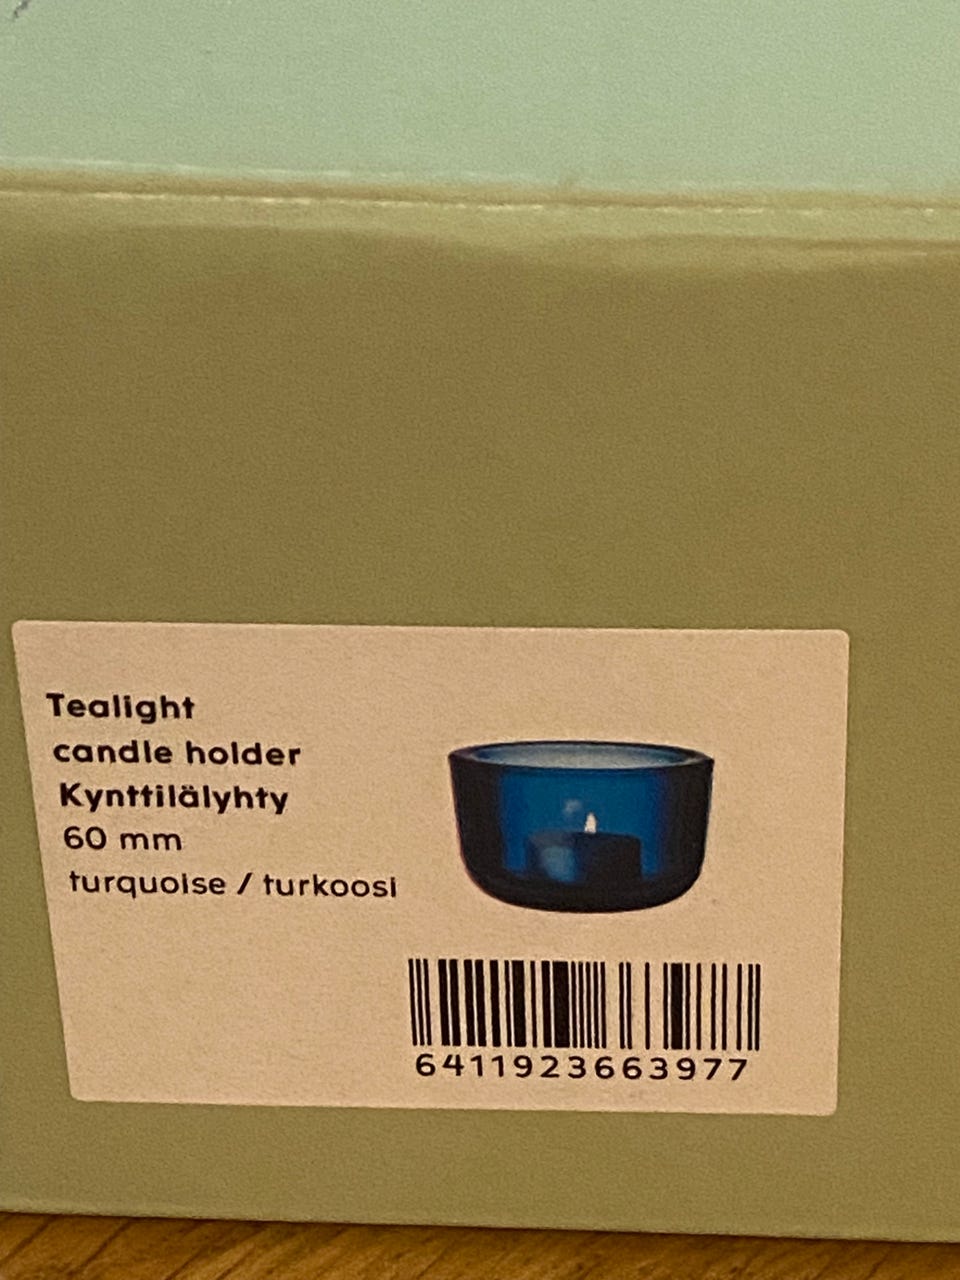 Tealight
candle holder
Kynttilälyhty
60 mm
turquoise / turkoosi
6411923663977